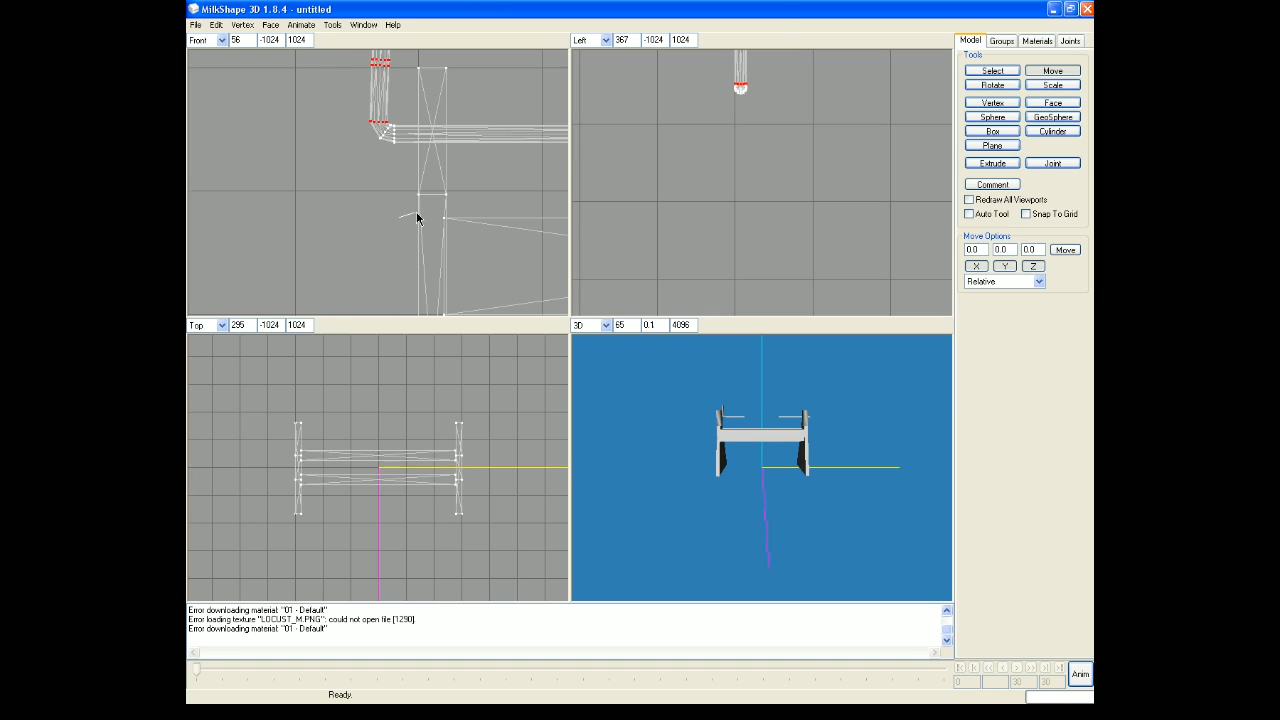 MilkShape 3D 1.8.4 - untitled
File Edit Vertex Face Animate Tools Window Help
Front 56 -1024 1024 Left 367 -1024 1024
Model Groups Materials Joints
Tools
Select Move
Rotate Scale
Vertex Face
Sphere GeoSphere
Box Cylinder
Plane
Extrude Joint
Comment
Redraw All Viewports
Auto Tool Snap To Grid
Move Options
0.0 0.0 0.0 Move
X Y Z
Relative
Top 295 -1024 1024 3D 65 0.1 4096
Error downloading material: "01 - Default"
Error loading texture "LOCUST_M.PNG": could not open file [1290].
Error downloading material: "01 - Default"
0 30 30 Anim
Ready.